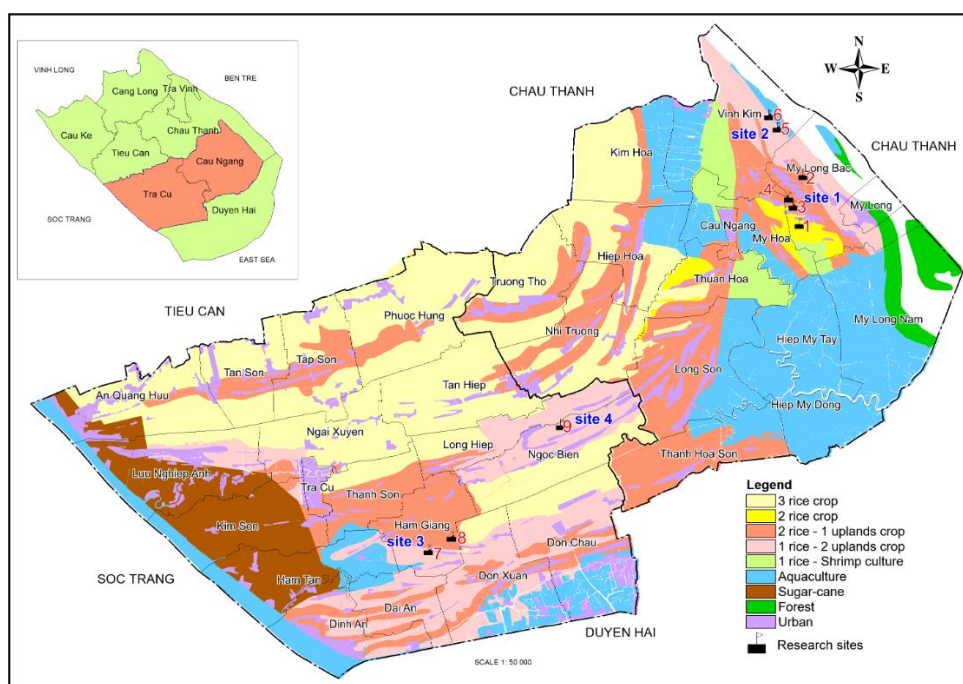 VINH LONG
BEN TRE
Cang Long
Tra Vinh
Cau Ke
Chau Thanh
Tieu Can
Cau Ngang
Tra Cu
Duyen Hai
SOC TRANG
EAST SEA
N
W E
S
CHAU THANH
Vinh Kim
6
site 2
5
CHAU THANH
Kim Hoa
My Long Bac
2
4
site 1
My Long
3
Cau Ngang
My Hoa
1
Hiep Hoa
Truong Tho
Thuan Hoa
TIEU CAN
Phuoc Hung
My Long Nam
Nhi Truong
Hiep My Tay
Tap Son
Tan Son
Long Son
Tan Hiep
An Quang Huu
Hiep My Dong
site 4
9
Ngai Xuyen
Long Hiep
Ngoc Bien
Thanh Hoa Son
Luu Nghiep Anh
Tra Cu
Thanh Son
Kim Son
Ham Giang
site 3
8
7
Don Chau
SOC TRANG
Ham Tan
Don Xuan
Dai An
Dinh An
DUYEN HAI
SCALE 1: 50 000
Legend
3 rice crop
2 rice crop
2 rice - 1 uplands crop
1 rice - 2 uplands crop
1 rice - Shrimp culture
Aquaculture
Sugar-cane
Forest
Urban
Research sites